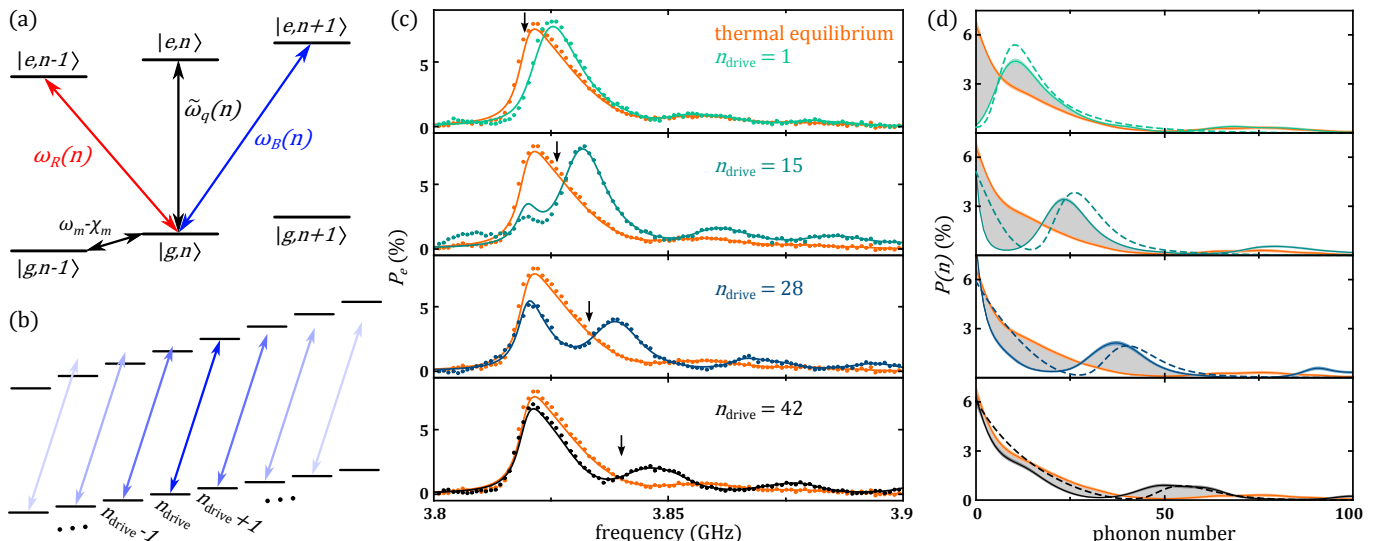 (a)
|e,n-1⟩
|e,n⟩
|e,n+1⟩
ω̃q(n)
ωR(n)
ωB(n)
ωm-χm
|g,n-1⟩
|g,n⟩
|g,n+1⟩
(b)
•••
ndrive-1
ndrive
ndrive+1
•••
(c)
thermal equilibrium
ndrive = 1
5
0
ndrive = 15
5
0
ndrive = 28
5
0
ndrive = 42
5
0
Pe (%)
3.8
3.85
3.9
frequency (GHz)
(d)
6
3
6
3
6
3
6
3
0
P(n) (%)
0
50
100
phonon number